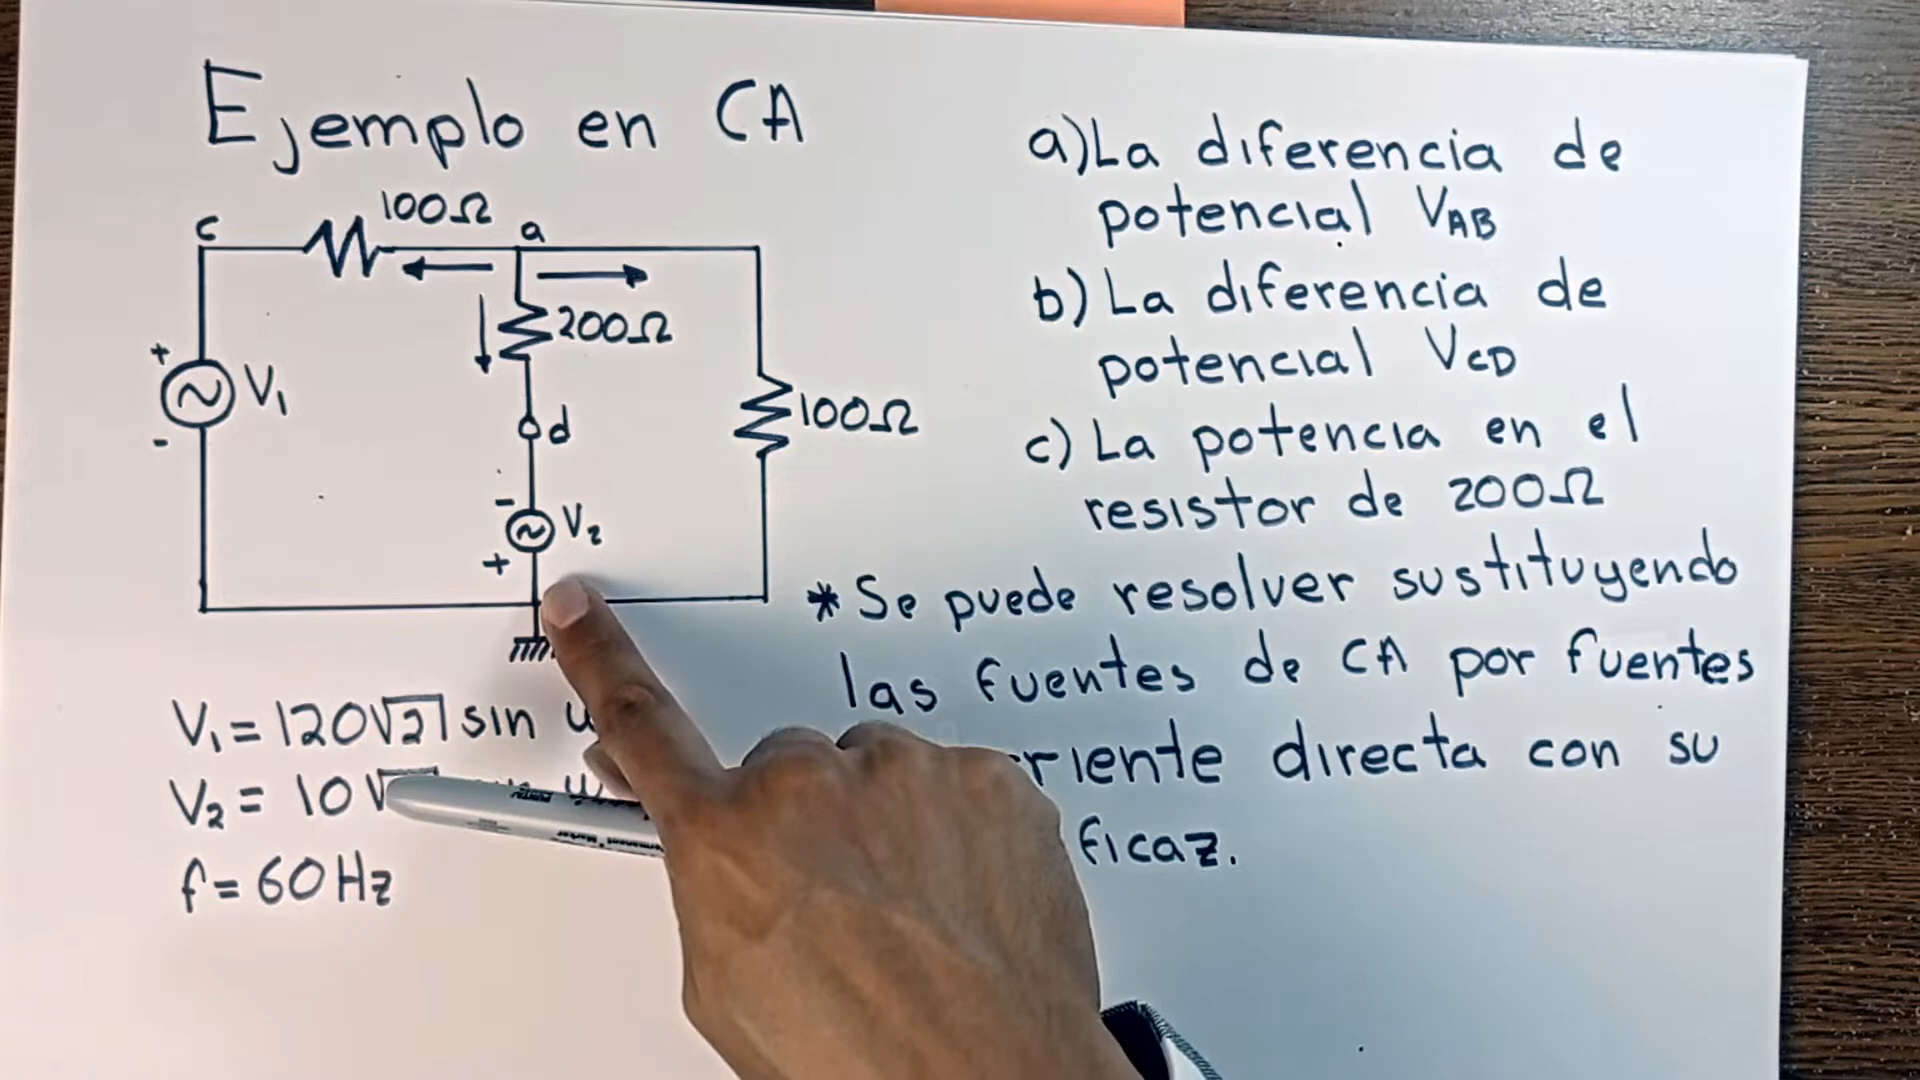 Ejemplo en CA
100Ω
c
a
200Ω
+
V1
-
d
100Ω
-
V2
+
V1 = 120√2 sin
V2 = 10√
f = 60 Hz
a) La diferencia de
potencial VAB
b) La diferencia de
potencial VCD
c) La potencia en el
resistor de 200Ω
* Se puede resolver sustituyendo
las fuentes de CA por fuentes
rriente directa con su
ficaz.